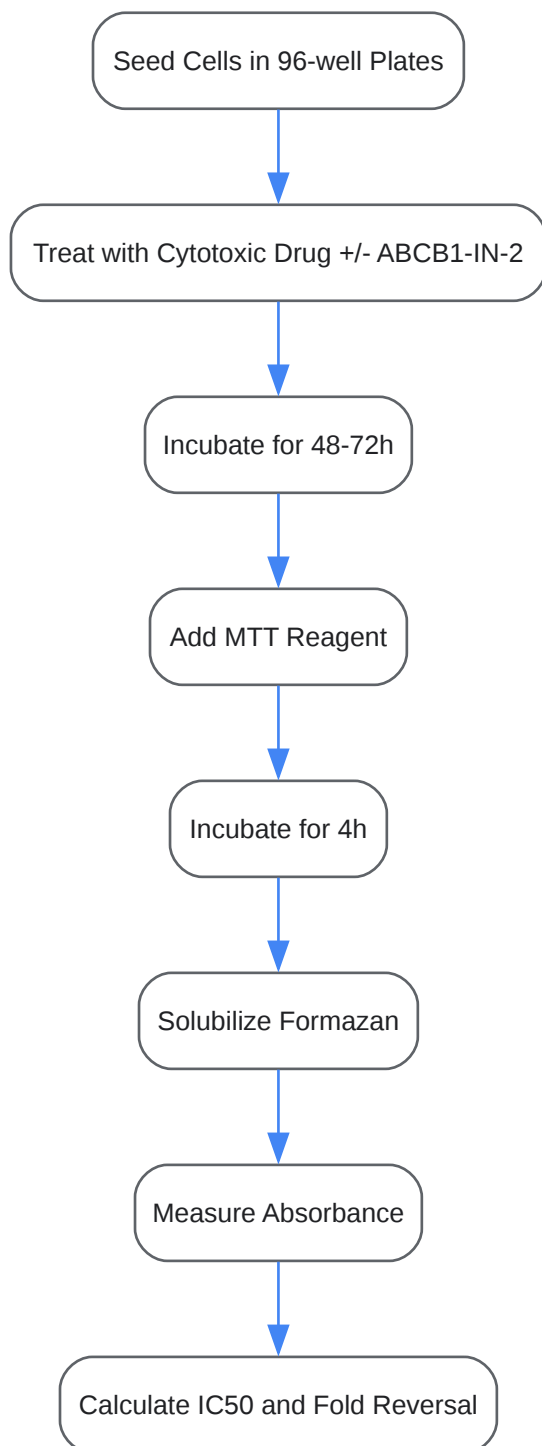 Seed Cells in 96-well Plates
Treat with Cytotoxic Drug +/- ABCB1-IN-2
Incubate for 48-72h
Add MTT Reagent
Incubate for 4h
Solubilize Formazan
Measure Absorbance
Calculate IC50 and Fold Reversal